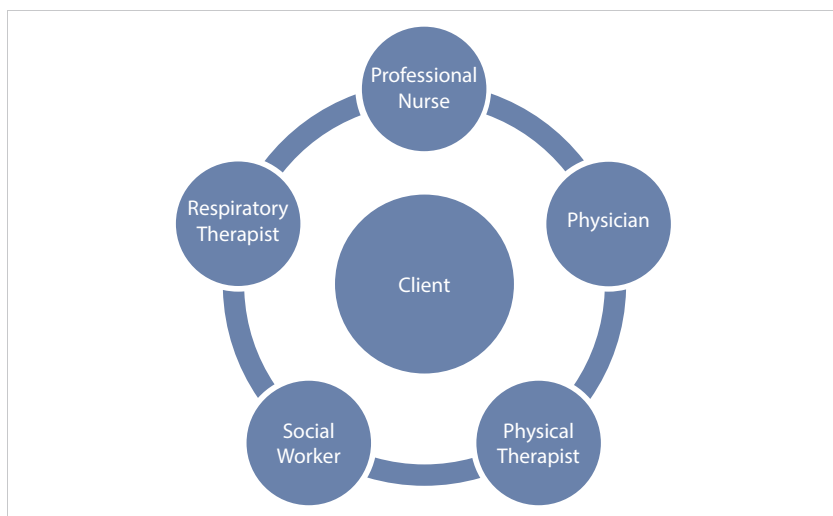 Professional
Nurse
Physician
Physical
Therapist
Social
Worker
Respiratory
Therapist
Client